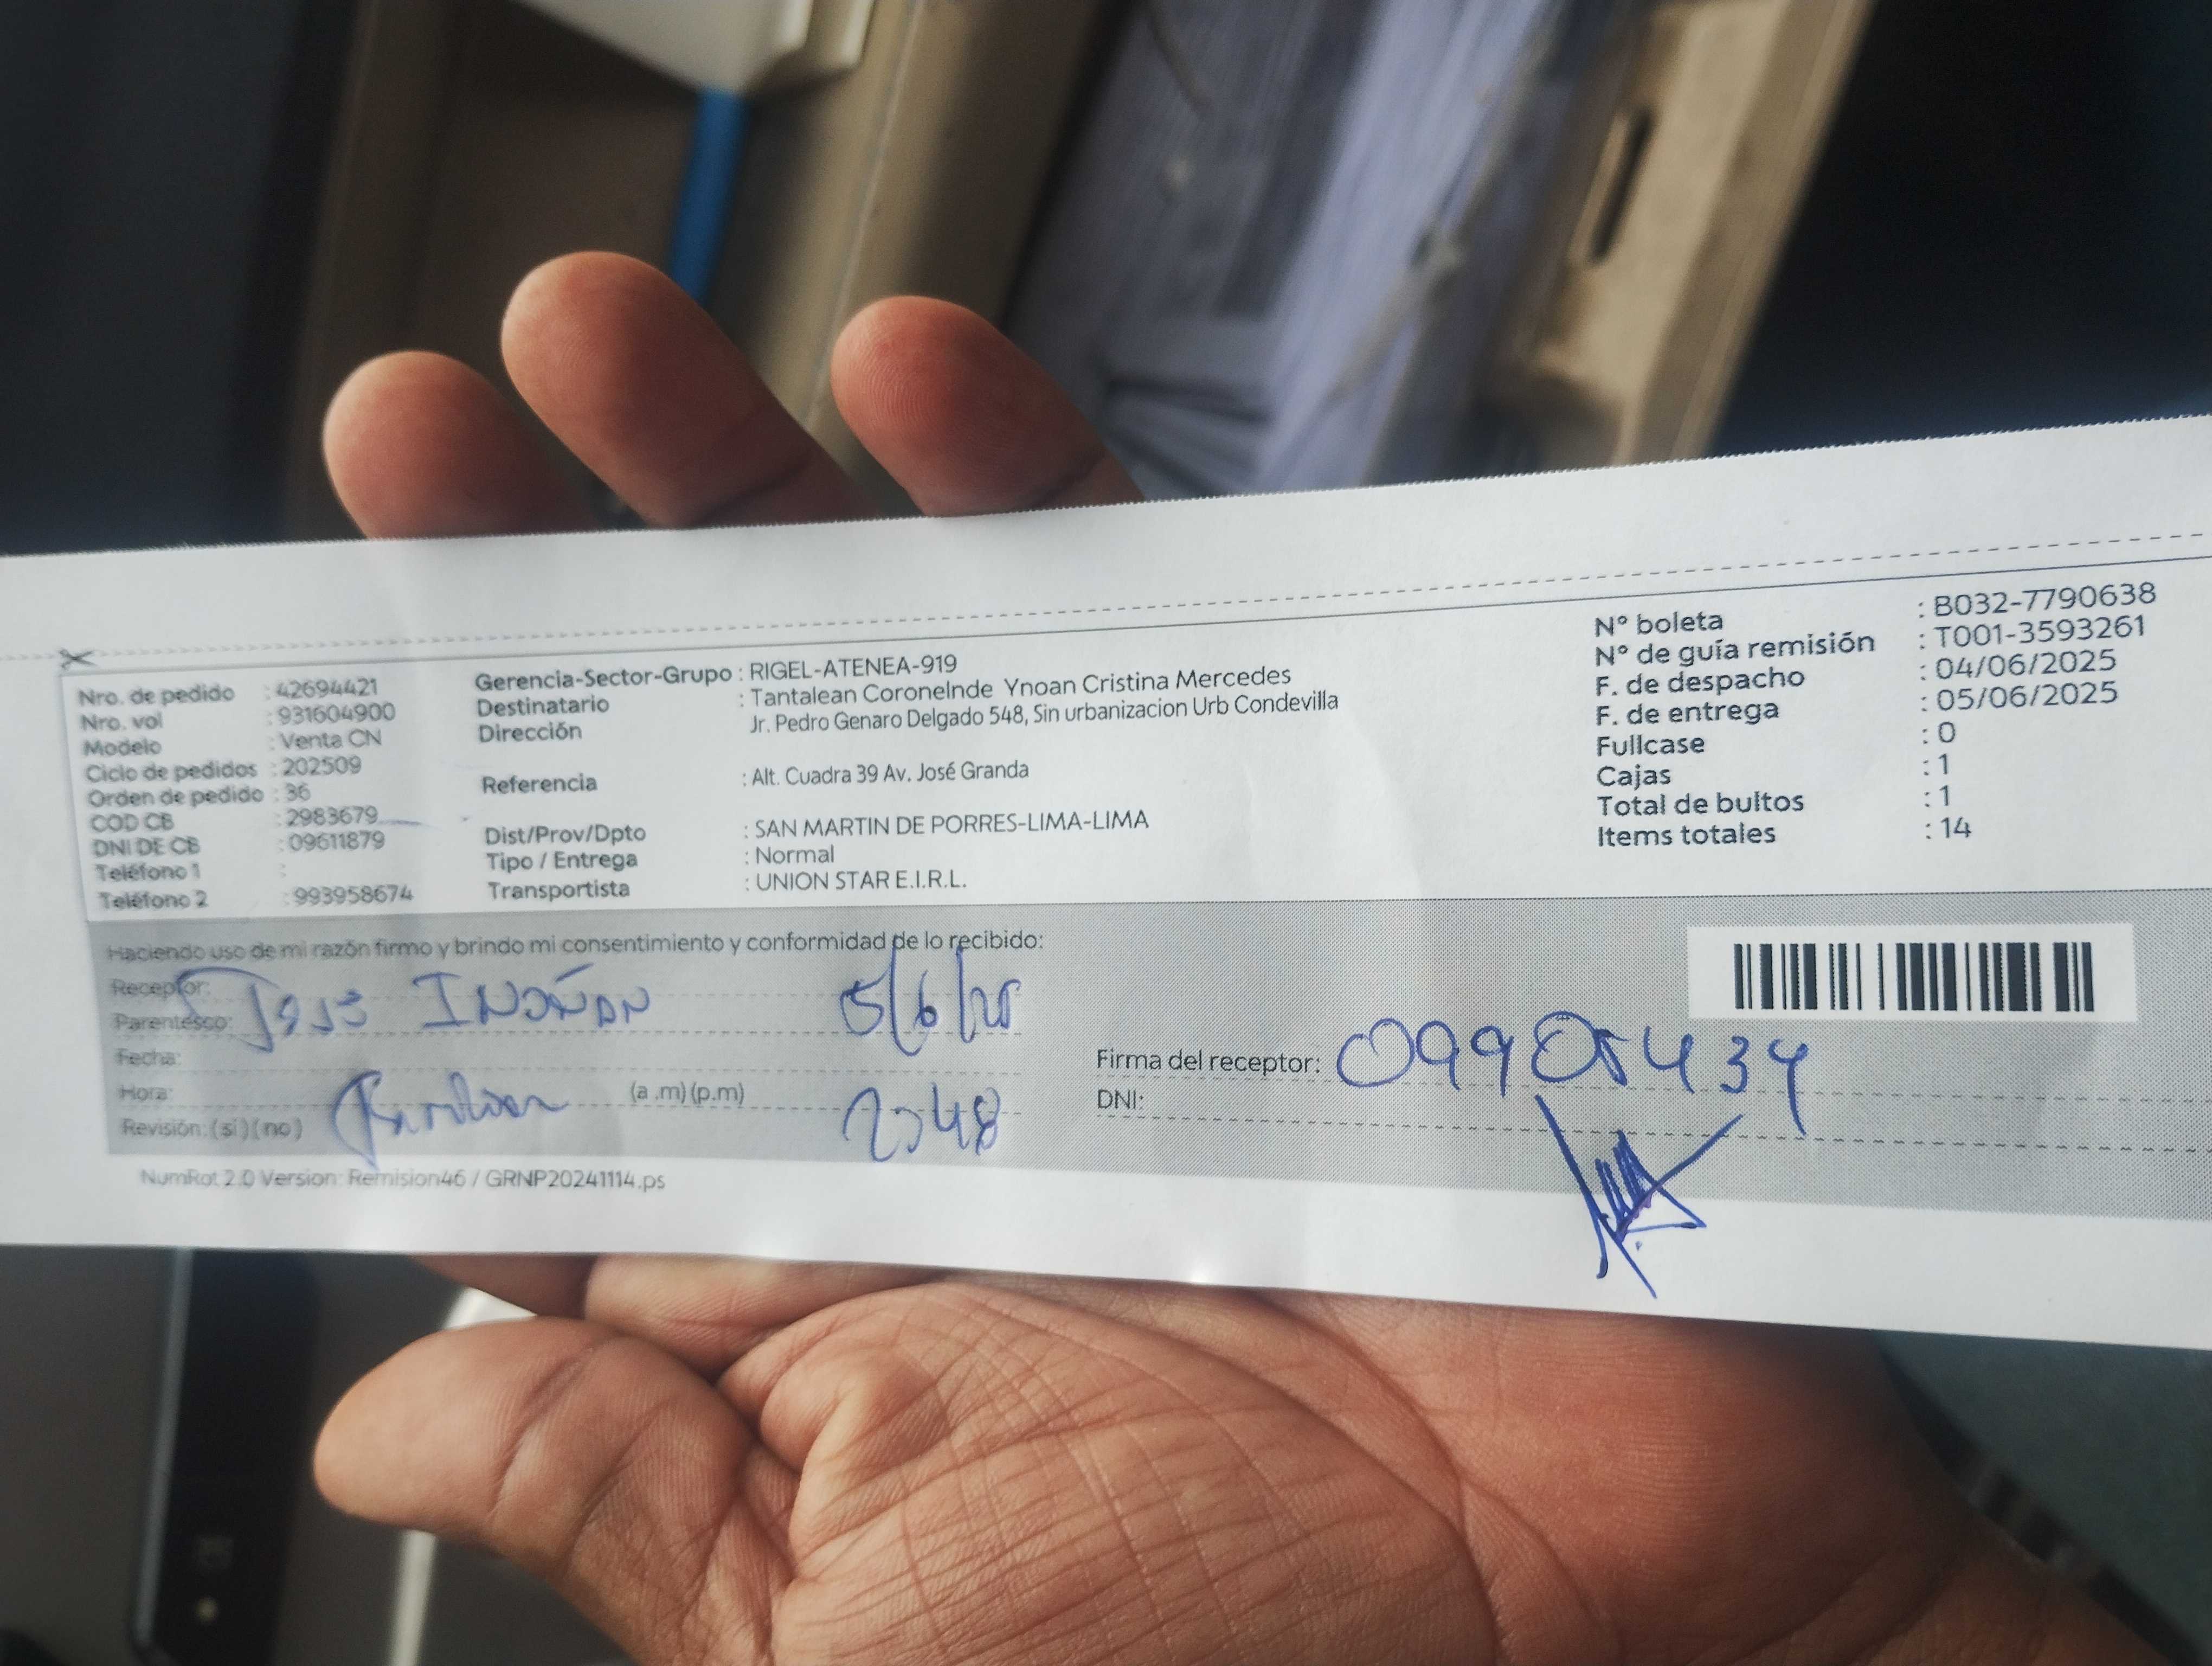 Nro. de pedido : 42694421
Nro. vol : 931604900
Modelo : Venta CN
Ciclo de pedidos : 202509
Orden de pedido : 36
COD CB : 2983679
DNI DE CB : 09611879
Teléfono 1 :
Teléfono 2 : 993958674
Gerencia-Sector-Grupo : RIGEL-ATENEA-919
Destinatario : Tantalean Coronelnde Ynoan Cristina Mercedes
Dirección Jr. Pedro Genaro Delgado 548, Sin urbanizacion Urb Condevilla
Referencia : Alt. Cuadra 39 Av. José Granda
Dist/Prov/Dpto : SAN MARTIN DE PORRES-LIMA-LIMA
Tipo / Entrega : Normal
Transportista : UNION STAR E.I.R.L.
N° boleta : B032-7790638
N° de guía remisión : T001-3593261
F. de despacho : 04/06/2025
F. de entrega : 05/06/2025
Fullcase : 0
Cajas : 1
Total de bultos : 1
Items totales : 14
Haciendo uso de mi razón firmo y brindo mi consentimiento y conformidad de lo recibido:
Receptor:
Parentesco: 5/6/25
Fecha:
Hora: (a.m) (p.m)
Revisión: (si) (no)
Firma del receptor: 09905434
DNI:
NumRot 2.0 Version: Remision46 / GRNP20241114.ps